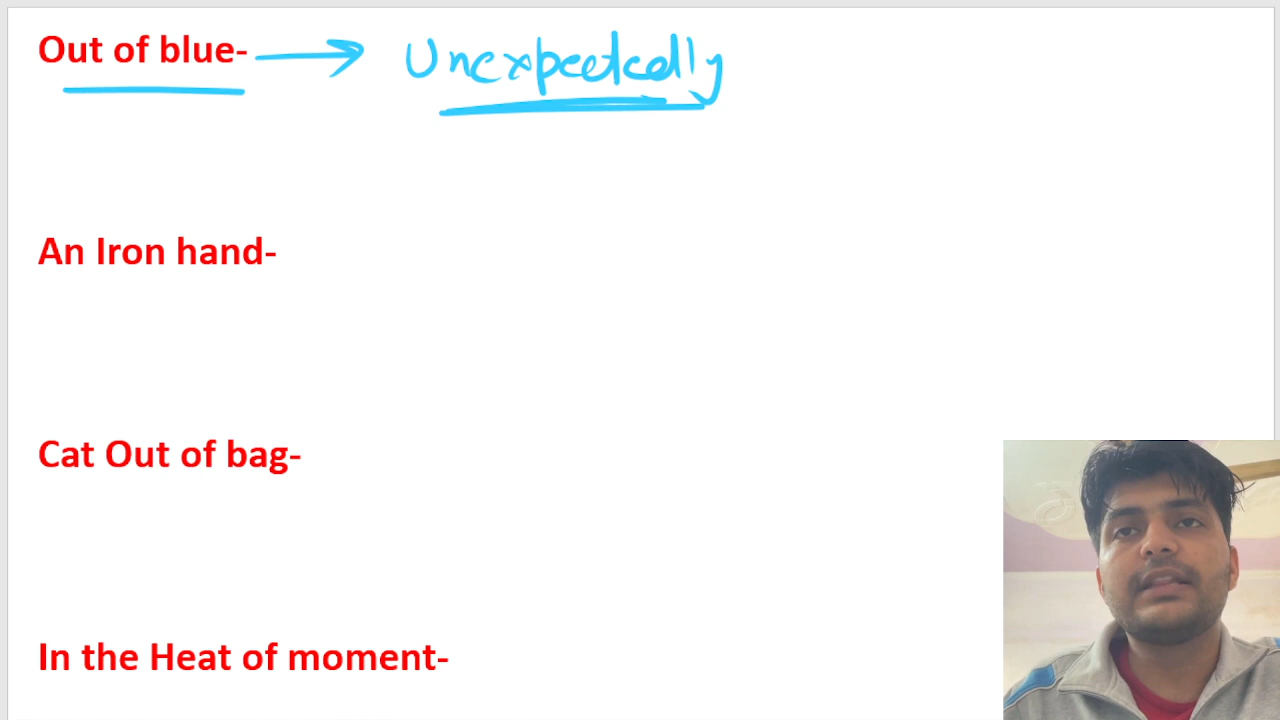 Out of blue- Unexpectedly
An Iron hand-
Cat Out of bag-
In the Heat of moment-